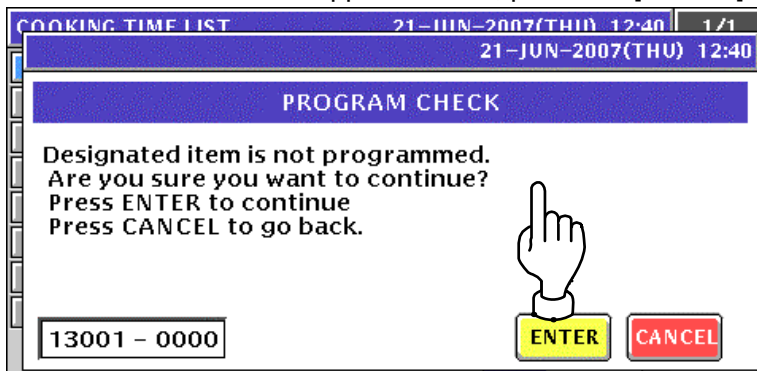 COOKING TIME LIST 21-JUN-2007(THU) 12:40 1/1
21-JUN-2007(THU) 12:40
PROGRAM CHECK
Designated item is not programmed.
Are you sure you want to continue?
Press ENTER to continue
Press CANCEL to go back.
13001 - 0000
ENTER CANCEL